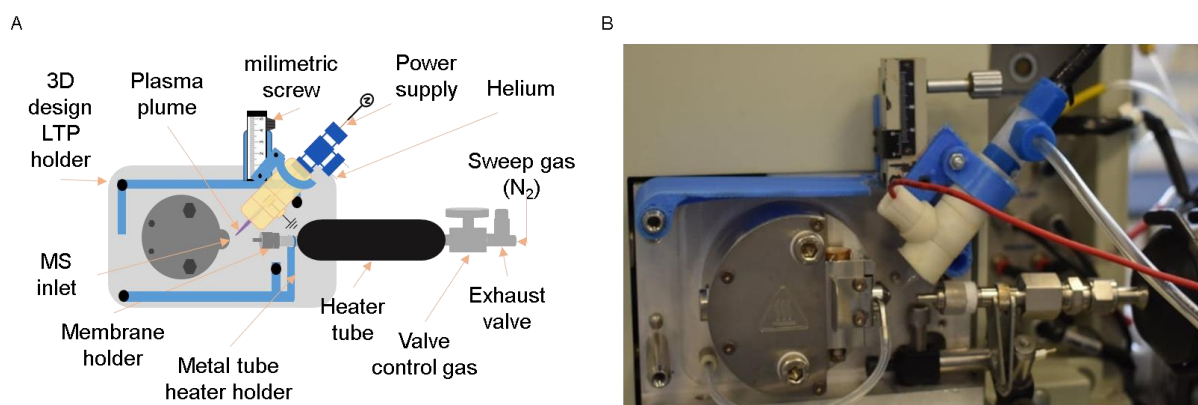 A
B
3D
design
LTP
holder
Plasma
plume
milimetric
screw
Power
supply
Helium
Sweep gas
(N₂)
MS
inlet
Membrane
holder
Metal tube
heater holder
Heater
tube
Valve
control gas
Exhaust
valve